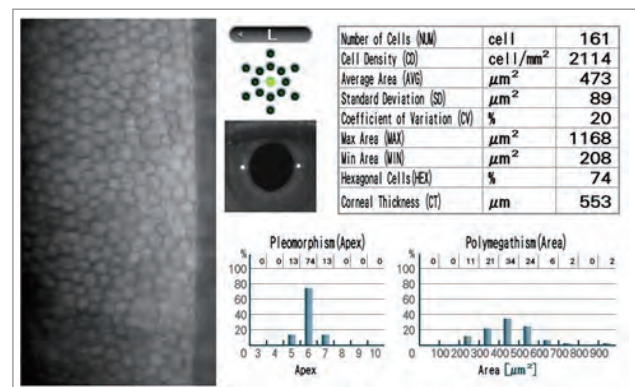 L
Number of Cells (NUM) cell 161
Cell Density (CD) cell/mm² 2114
Average Area (AVG) μm² 473
Standard Deviation (SD) μm² 89
Coefficient of Variation (CV) % 20
Max Area (MAX) μm² 1168
Min Area (MIN) μm² 208
Hexagonal Cells(HEX) % 74
Corneal Thickness (CT) μm 553
Pleomorphism(Apex)
% 0 0 13 74 13 0 0 0
100
80
60
40
20
0 3 4 5 6 7 8 9 10
Apex
Polymegathism(Area)
% 0 0 11 21 34 24 6 2 0 2
100
80
60
40
20
0 100 200 300 400 500 600 700 800 900
Area [μm²]